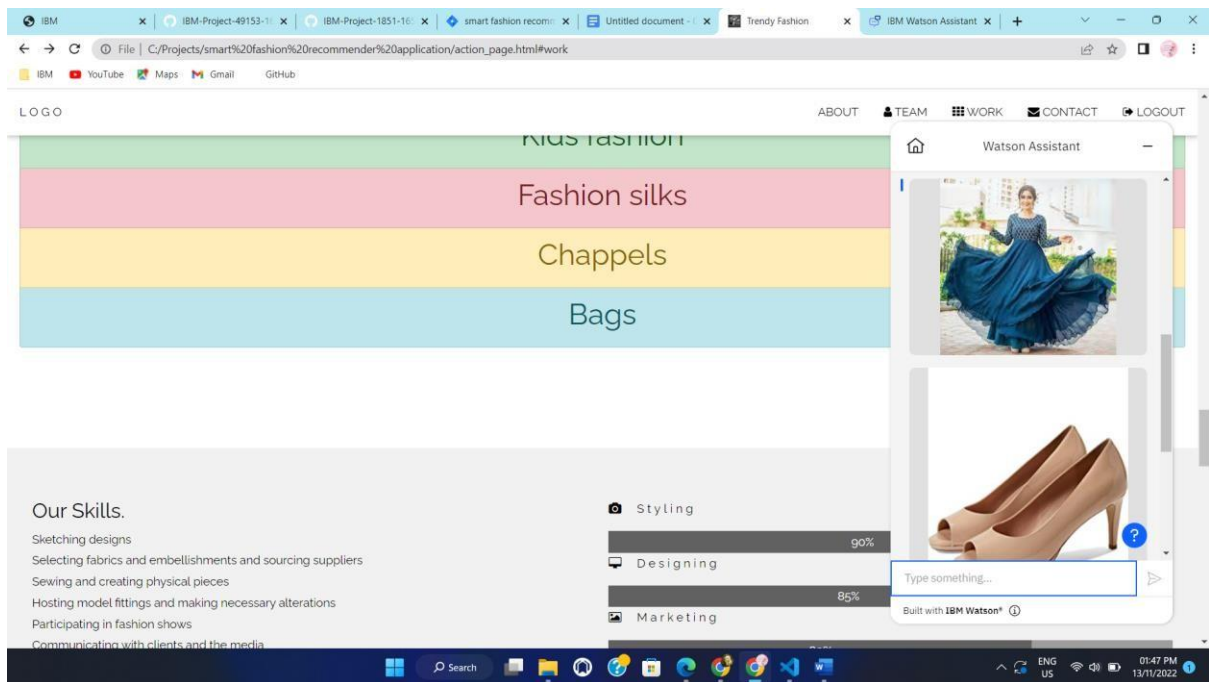 IBM
IBM-Project-49153-1
IBM-Project-1851-16
smart fashion recomn
Untitled document -
Trendy Fashion
IBM Watson Assistant
File | C:/Projects/smart%20fashion%20recommender%20application/action_page.html#work
IBM YouTube Maps Gmail GitHub
LOGO
ABOUT TEAM WORK CONTACT LOGOUT
Kids fashion
Fashion silks
Chappels
Bags
Our Skills.
Sketching designs
Selecting fabrics and embellishments and sourcing suppliers
Sewing and creating physical pieces
Hosting model fittings and making necessary alterations
Participating in fashion shows
Communicating with clients and the media
Styling
90%
Designing
85%
Marketing
Watson Assistant
?
Type something...
Built with IBM Watson®
Search
ENG
US
01:47 PM
13/11/2022
1